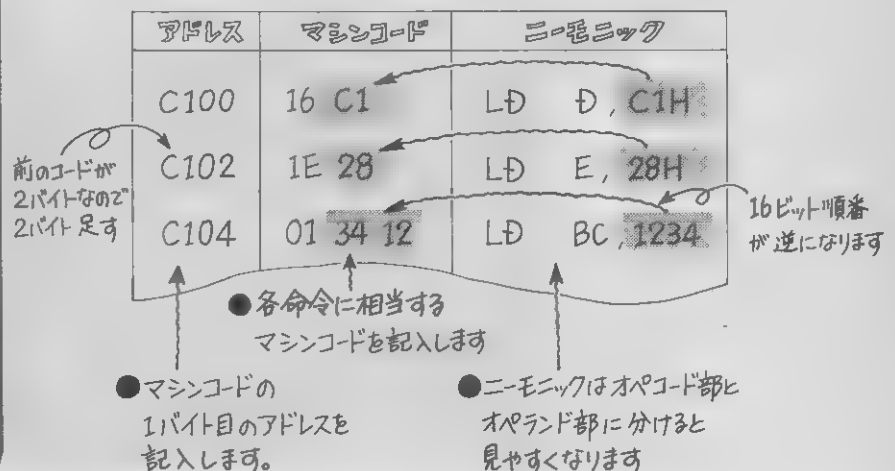 アドレス マシンコード ニーモニック
C100 16 C1 LD D, C1H
C102 1E 28 LD E, 28H
C104 01 34 12 LD BC, 1234
前のコードが
2バイトなので
2バイト足す
16ビット順番
が逆になります
●各命令に相当する
マシンコードを記入します
●マシンコードの
1バイト目のアドレスを
記入します。
●ニーモニックはオペコード部と
オペランド部に分けると
見やすくなります